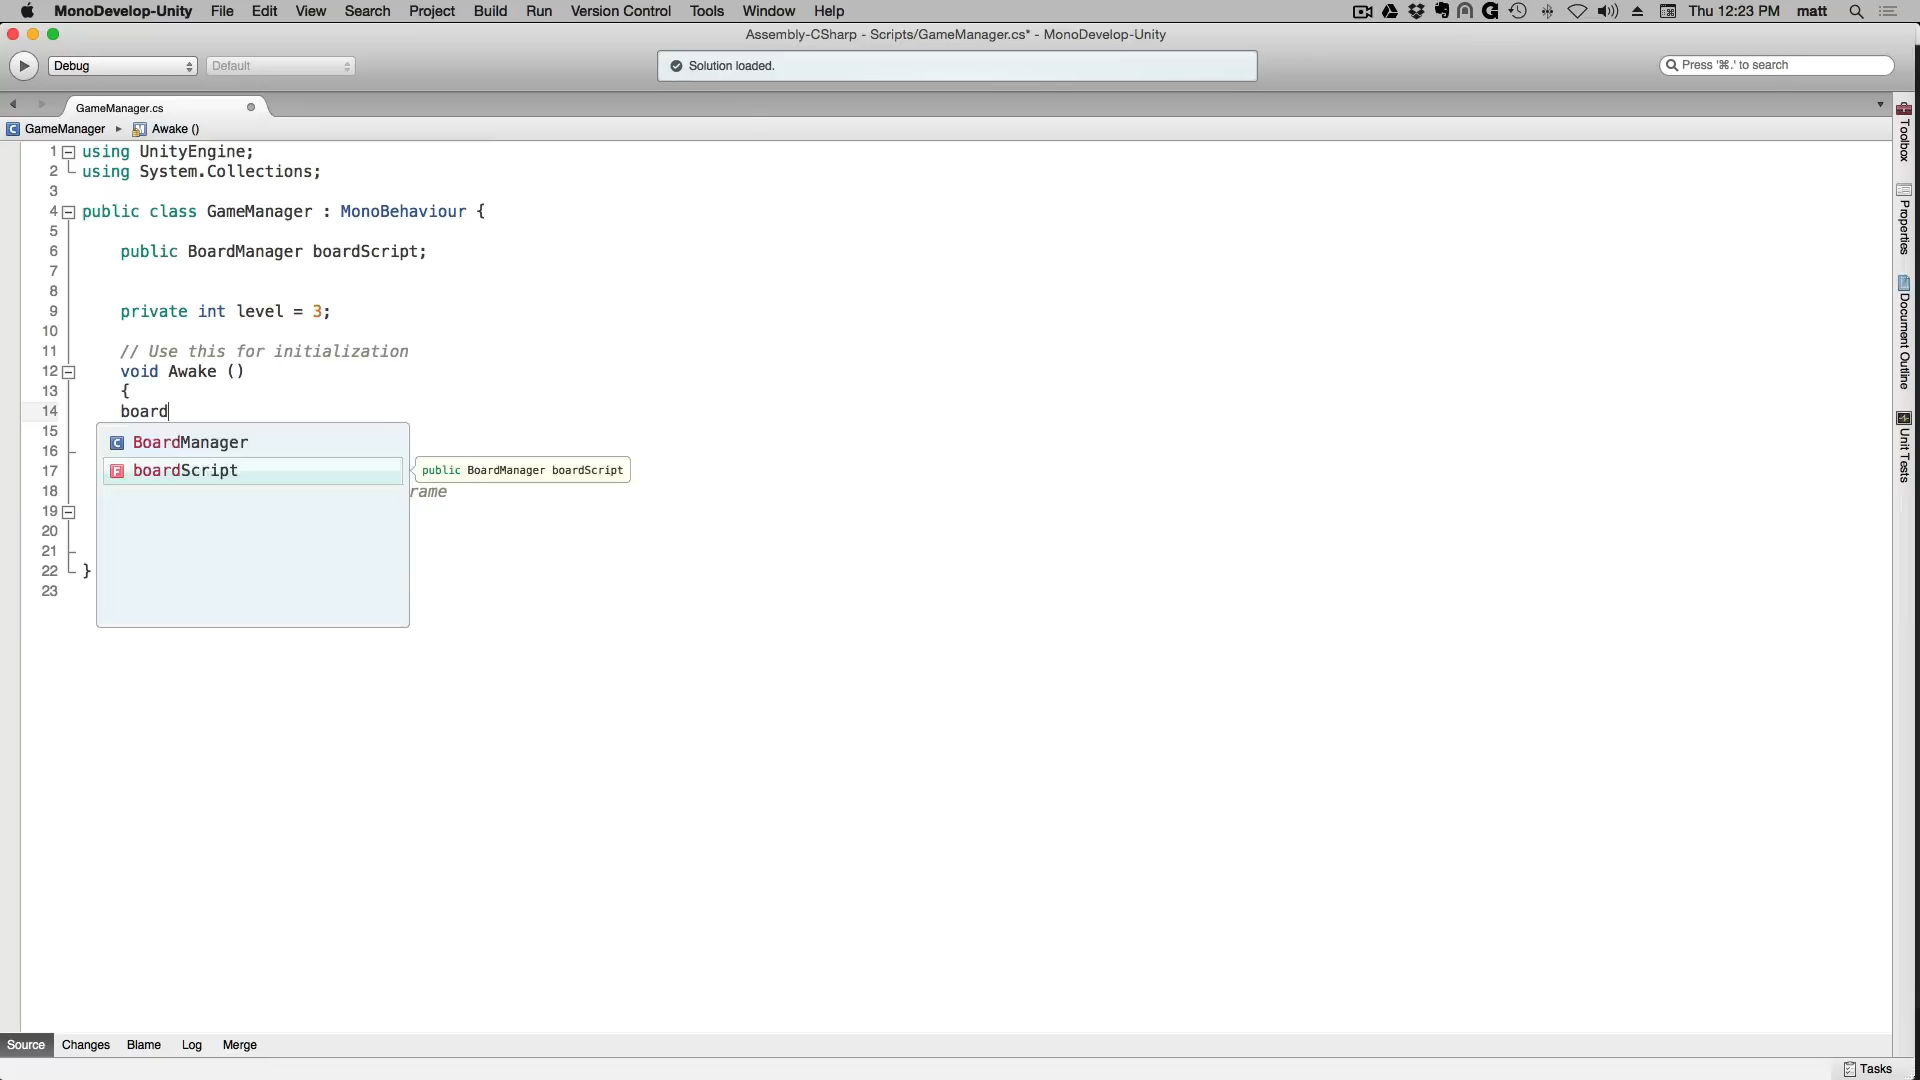 MonoDevelop-Unity File Edit View Search Project Build Run Version Control Tools Window Help Thu 12:23 PM matt
Assembly-CSharp - Scripts/GameManager.cs* - MonoDevelop-Unity
Debug Default Solution loaded. Press '⌘.' to search
GameManager.cs
GameManager ▸ Awake ()
1 using UnityEngine;
2 using System.Collections;
3
4 public class GameManager : MonoBehaviour {
5
6 public BoardManager boardScript;
7
8
9 private int level = 3;
10
11 // Use this for initialization
12 void Awake ()
13 {
14 board
15
BoardManager
16
17
boardScript
public BoardManager boardScript
18 rame
19
20
21
22 }
23
Toolbox
Properties
Document Outline
Unit Tests
Source Changes Blame Log Merge
Tasks